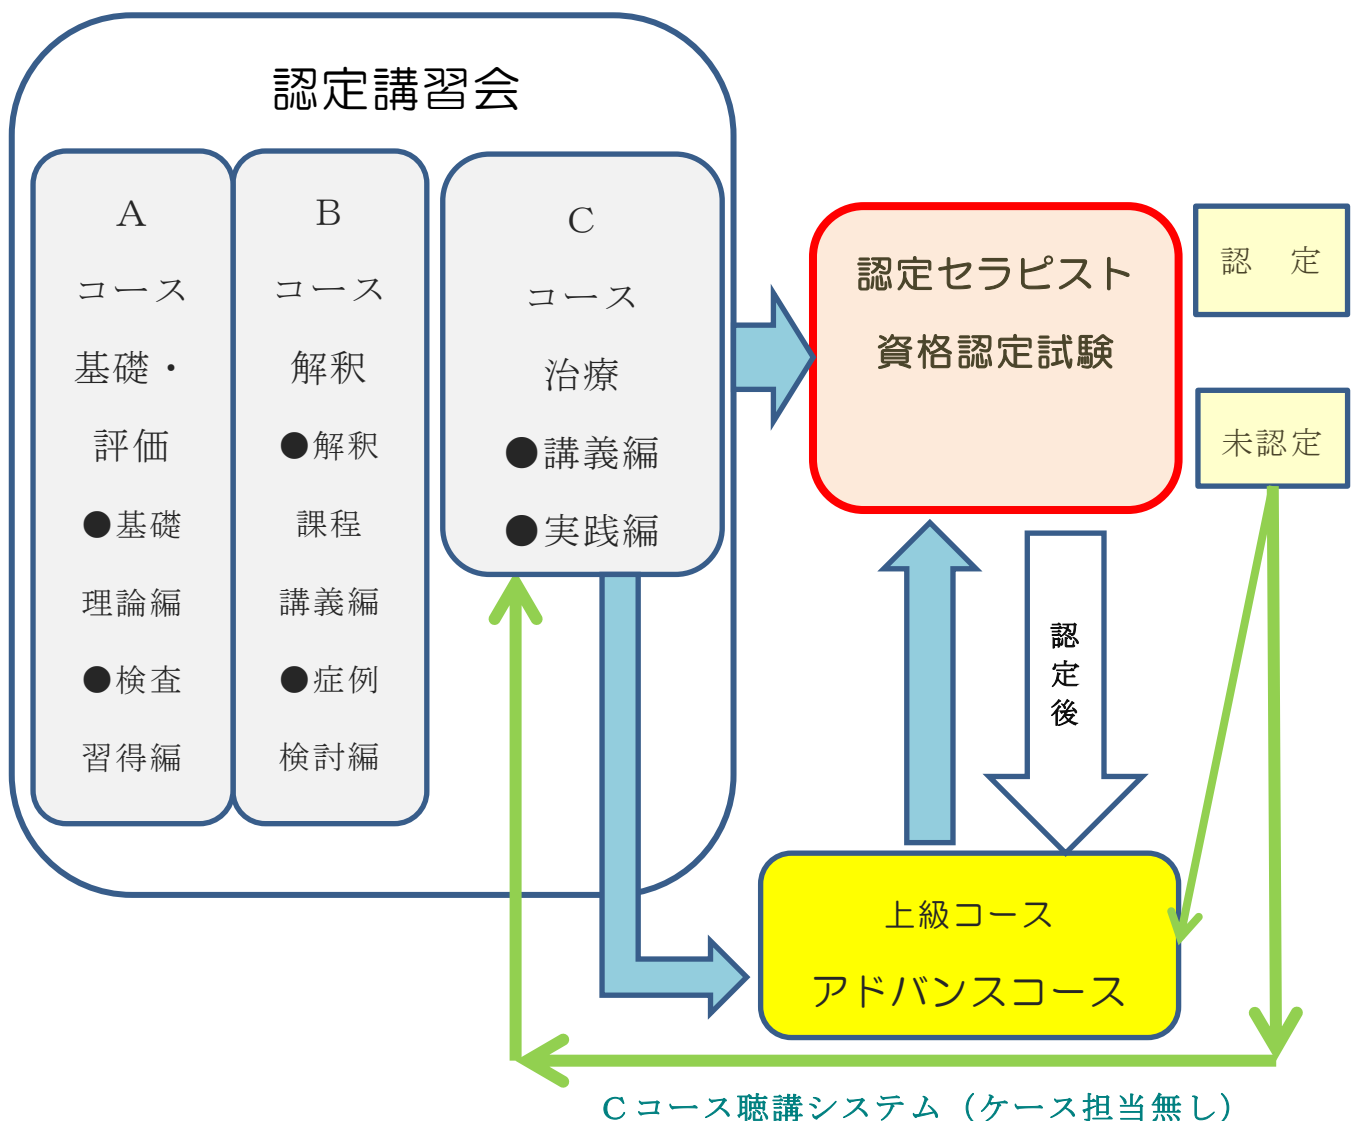 認定講習会
A
コース
基礎・
評価
●基礎
理論編
●検査
習得編
B
コース
解釈
●解釈
課程
講義編
●症例
検討編
C
コース
治療
●講義編
●実践編
認定セラピスト
資格認定試験
認　定
未認定
認定後
上級コース
アドバンスコース
Cコース聴講システム（ケース担当無し）